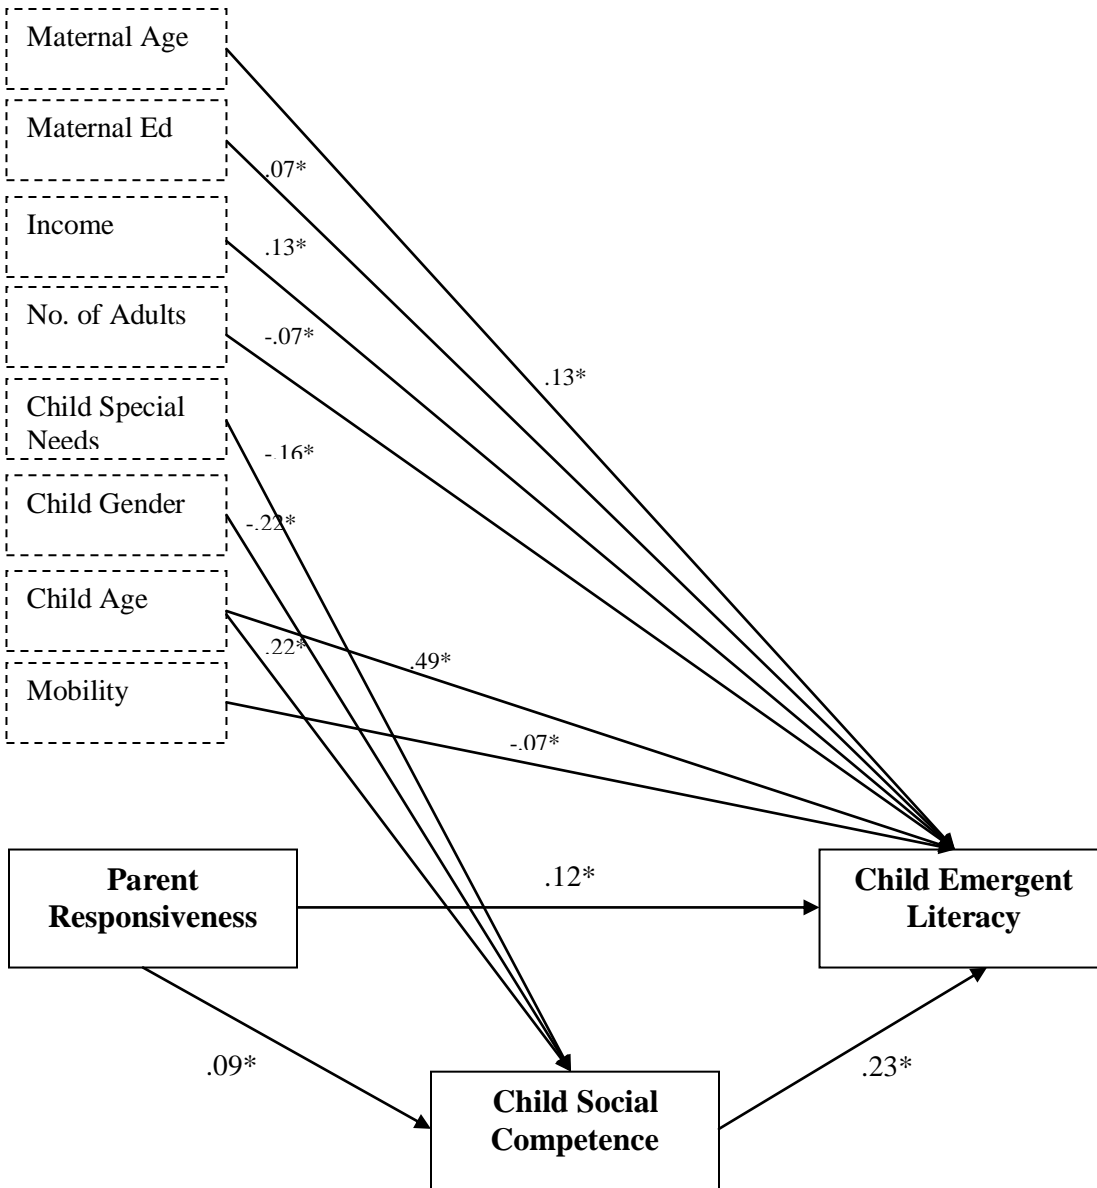 Maternal Age
Maternal Ed
.07*
Income
.13*
No. of Adults
-.07*
.13*
Child Special
Needs
-.16*
Child Gender
-.22*
Child Age
.22*
.49*
Mobility
-.07*
Parent
Responsiveness
.12*
Child Emergent
Literacy
.09*
.23*
Child Social
Competence